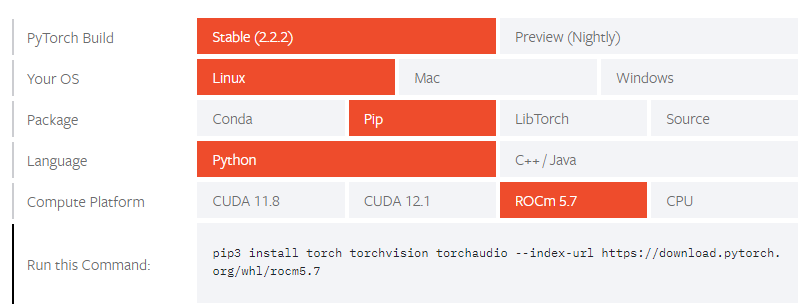 PyTorch Build Stable (2.2.2) Preview (Nightly)
Your OS Linux Mac Windows
Package Conda Pip LibTorch Source
Language Python C++ / Java
Compute Platform CUDA 11.8 CUDA 12.1 ROCm 5.7 CPU
Run this Command:
pip3 install torch torchvision torchaudio --index-url https://download.pytorch.
org/whl/rocm5.7